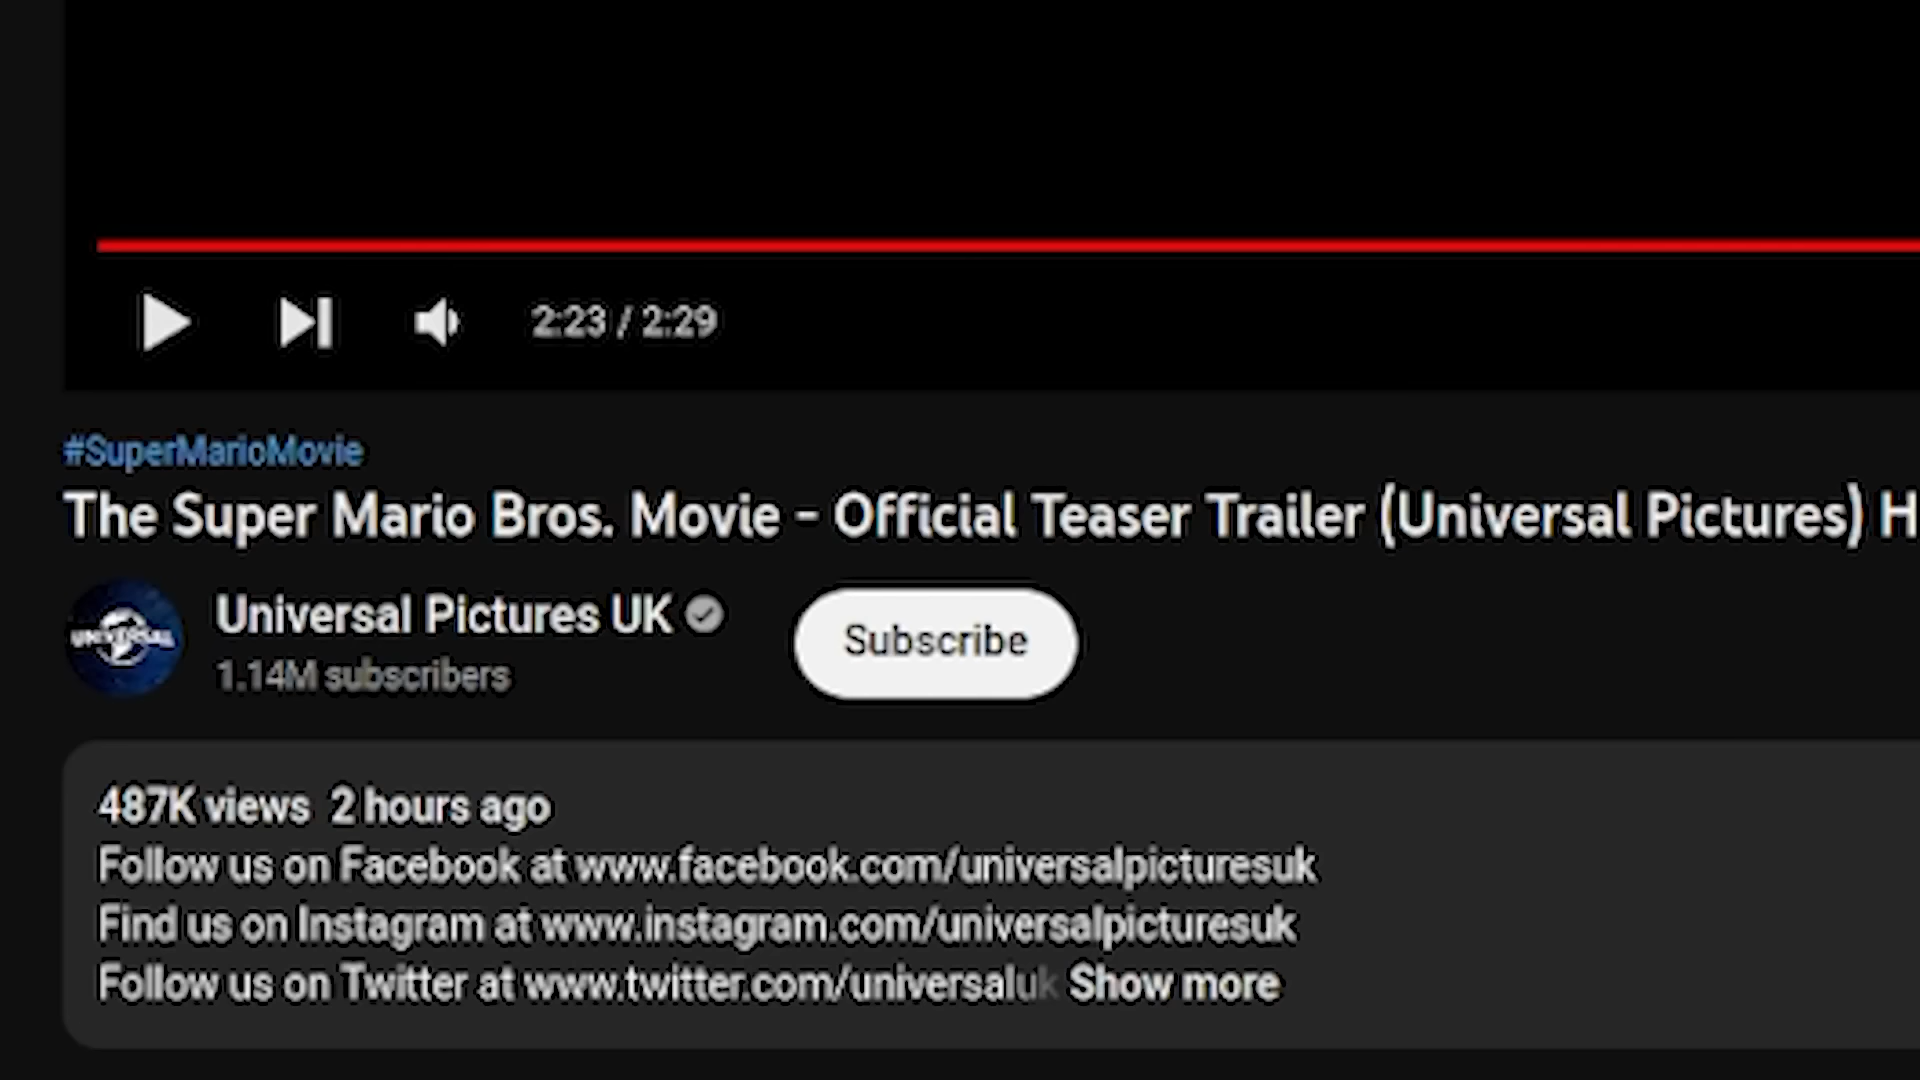 2:23 / 2:29
#SuperMarioMovie
The Super Mario Bros. Movie - Official Teaser Trailer (Universal Pictures) H
UNIVERSAL
Universal Pictures UK
1.14M subscribers
Subscribe
487K views 2 hours ago
Follow us on Facebook at www.facebook.com/universalpicturesuk
Find us on Instagram at www.instagram.com/universalpicturesuk
Follow us on Twitter at www.twitter.com/universaluk Show more